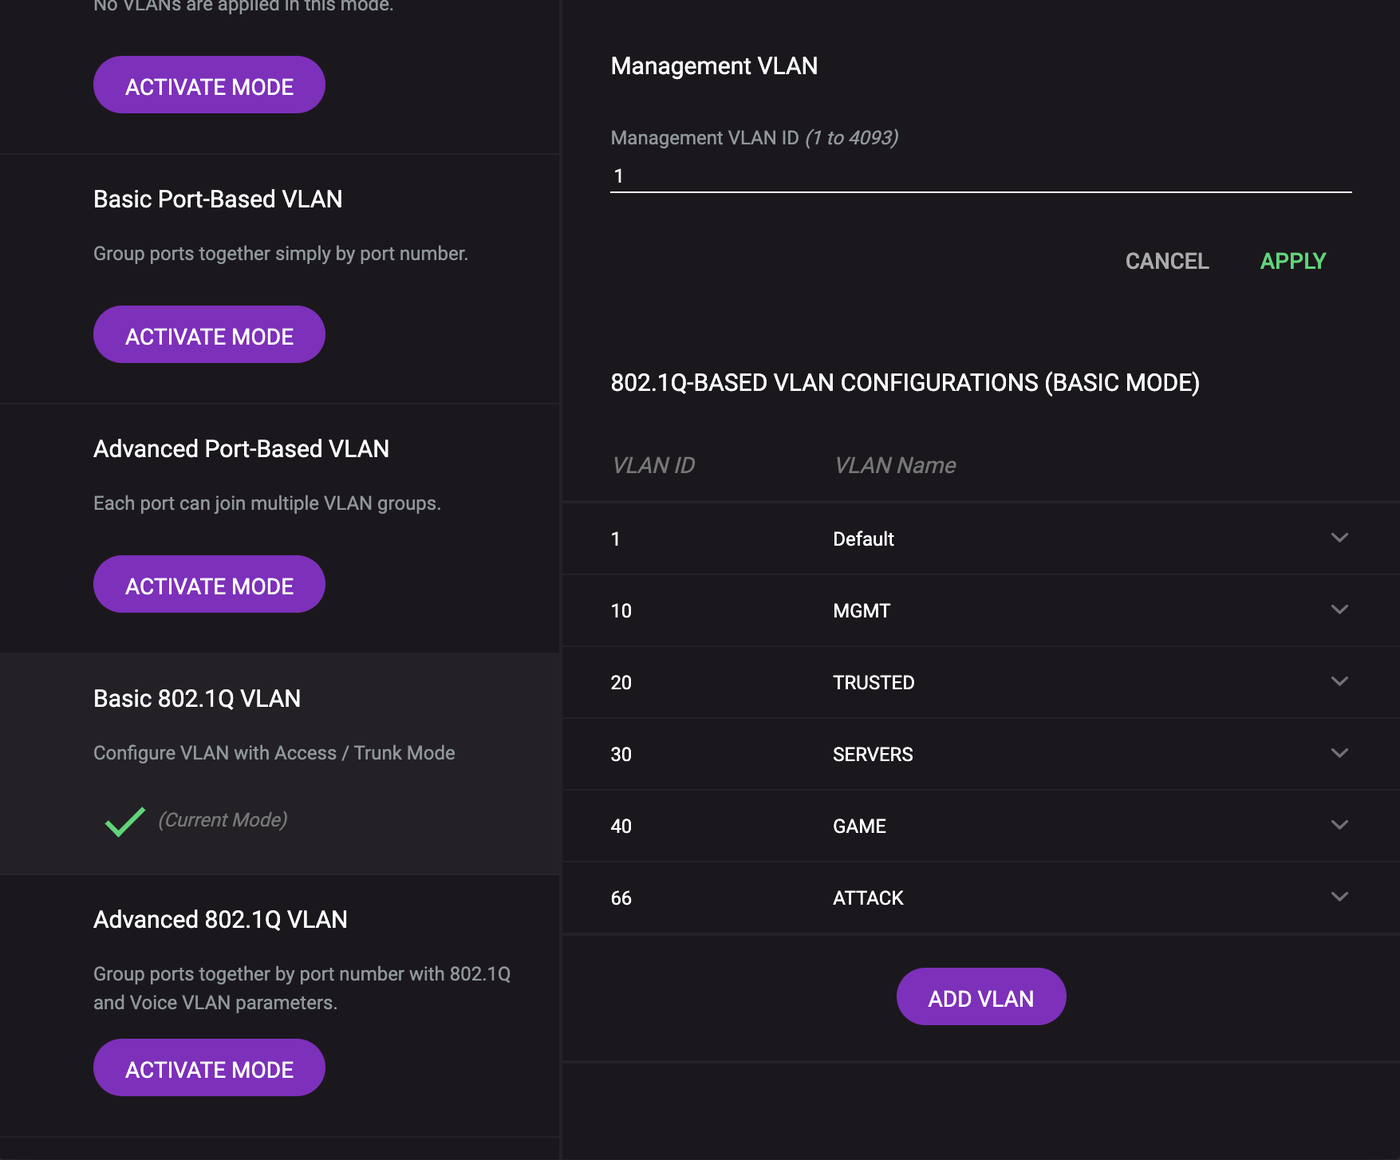 No VLANs are applied in this mode.
ACTIVATE MODE
Basic Port-Based VLAN
Group ports together simply by port number.
ACTIVATE MODE
Advanced Port-Based VLAN
Each port can join multiple VLAN groups.
ACTIVATE MODE
Basic 802.1Q VLAN
Configure VLAN with Access / Trunk Mode
(Current Mode)
Advanced 802.1Q VLAN
Group ports together by port number with 802.1Q
and Voice VLAN parameters.
ACTIVATE MODE
Management VLAN
Management VLAN ID (1 to 4093)
1
CANCEL APPLY
802.1Q-BASED VLAN CONFIGURATIONS (BASIC MODE)
VLAN ID VLAN Name
1 Default
10 MGMT
20 TRUSTED
30 SERVERS
40 GAME
66 ATTACK
ADD VLAN